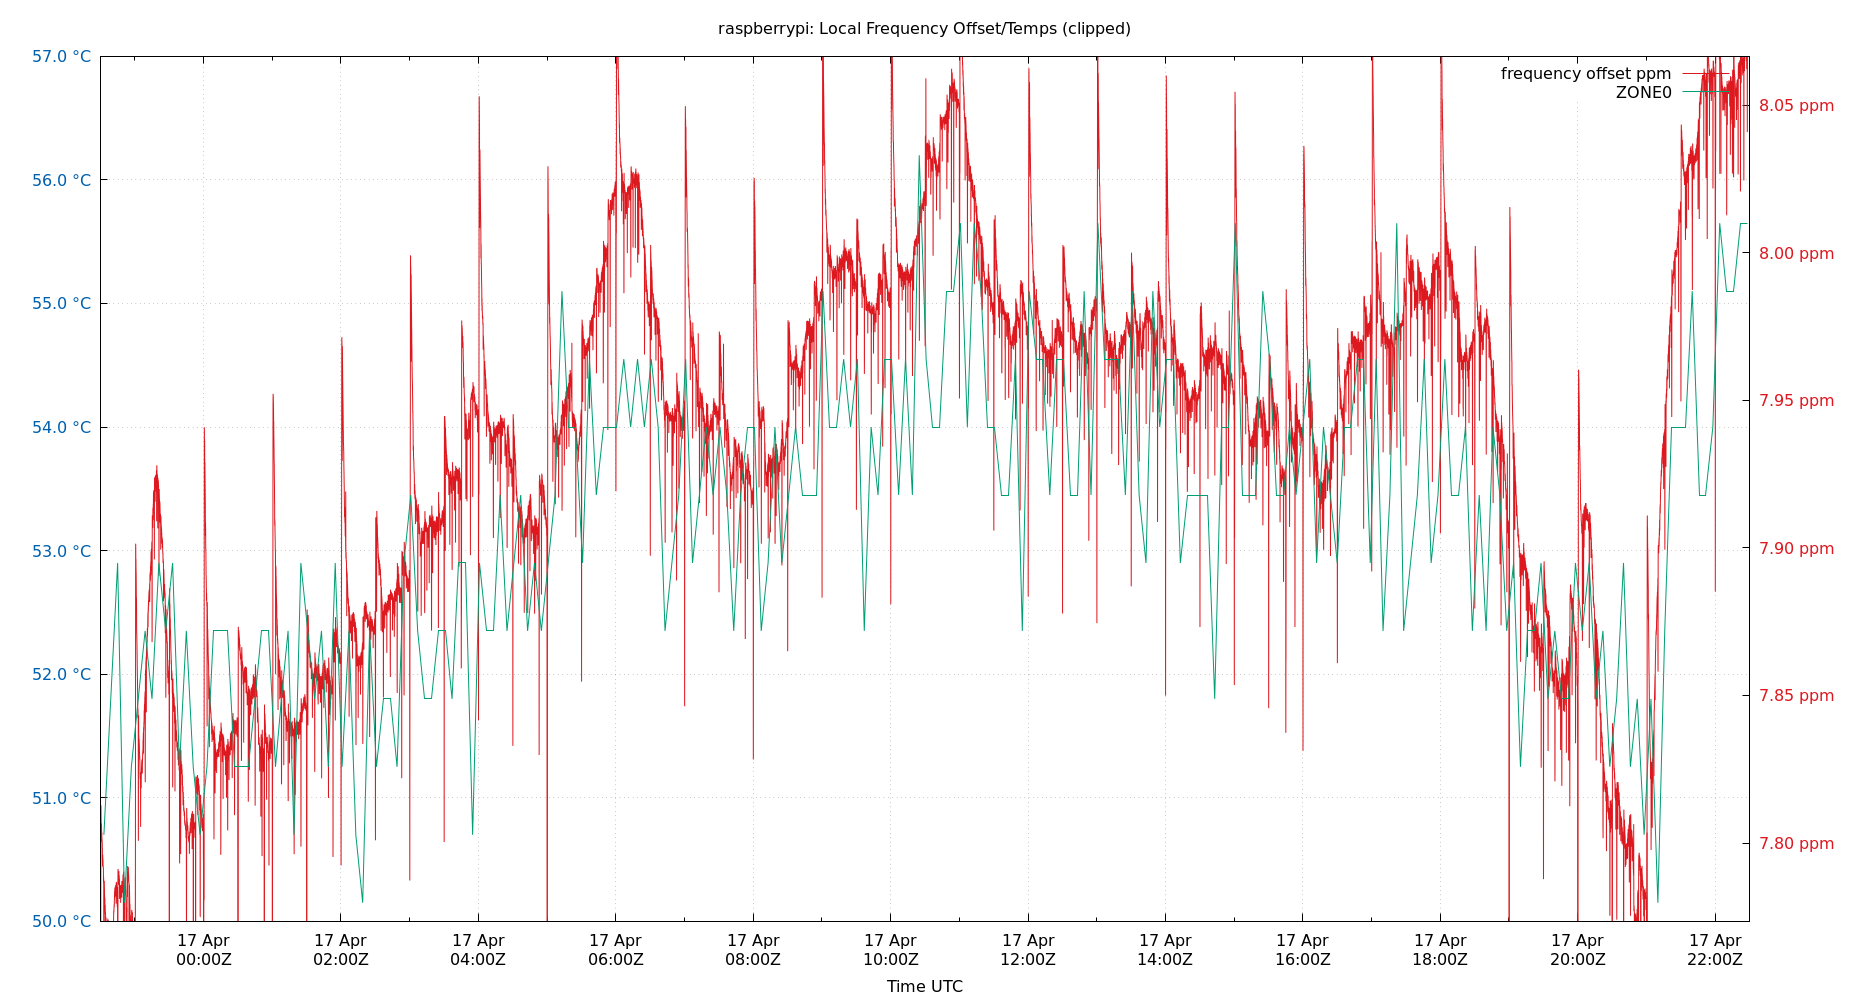 raspberrypi: Local Frequency Offset/Temps (clipped)
57.0 °C
56.0 °C
55.0 °C
54.0 °C
53.0 °C
52.0 °C
51.0 °C
50.0 °C
frequency offset ppm
ZONE0
8.05 ppm
8.00 ppm
7.95 ppm
7.90 ppm
7.85 ppm
7.80 ppm
17 Apr 17 Apr 17 Apr 17 Apr 17 Apr 17 Apr 17 Apr 17 Apr 17 Apr 17 Apr 17 Apr 17 Apr
00:00Z 02:00Z 04:00Z 06:00Z 08:00Z 10:00Z 12:00Z 14:00Z 16:00Z 18:00Z 20:00Z 22:00Z
Time UTC